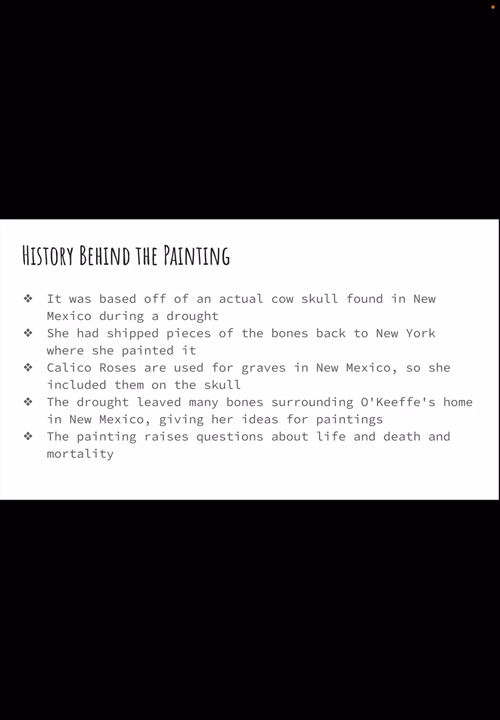 History Behind the Painting
❖ It was based off of an actual cow skull found in New
Mexico during a drought
❖ She had shipped pieces of the bones back to New York
where she painted it
❖ Calico Roses are used for graves in New Mexico, so she
included them on the skull
❖ The drought leaved many bones surrounding O'Keeffe's home
in New Mexico, giving her ideas for paintings
❖ The painting raises questions about life and death and
mortality